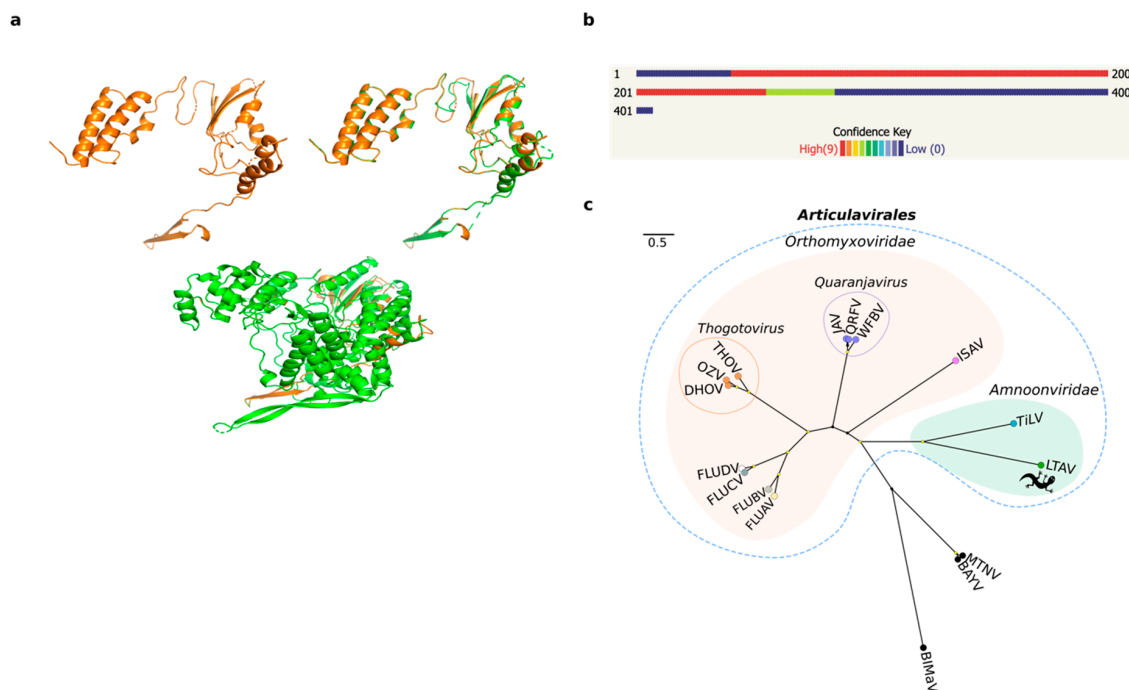 a
b
1 200
201 400
401
Confidence Key
High(9) Low (0)
c
0.5
Articulavirales
Orthomyxoviridae
Quaranjavirus
JAV
QRFV
WFBV
Thogotovirus
THOV
OZV
DHOV
ISAV
Amnoonviridae
TiLV
LTAV
FLUDV
FLUCV
FLUBV
FLUAV
MTNV
BAYV
BIMaV